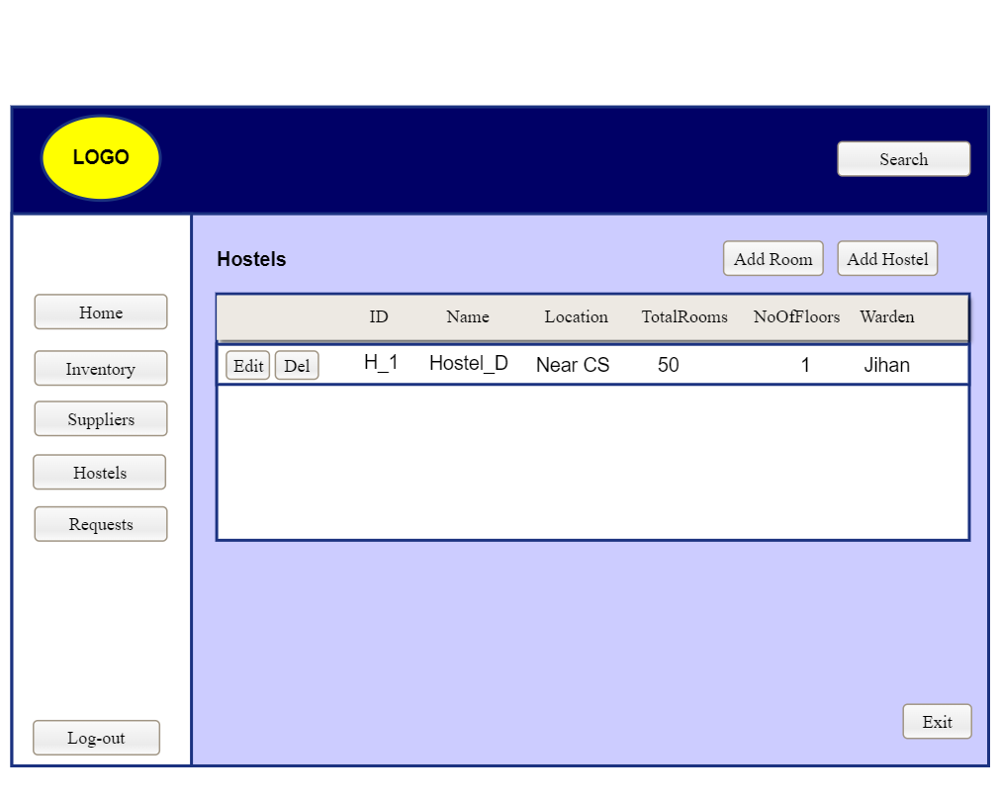 LOGO
Search
Hostels
Add Room
Add Hostel
Home
Inventory
Suppliers
Hostels
Requests
Log-out
ID Name Location TotalRooms NoOfFloors Warden
Edit Del H_1 Hostel_D Near CS 50 1 Jihan
Exit